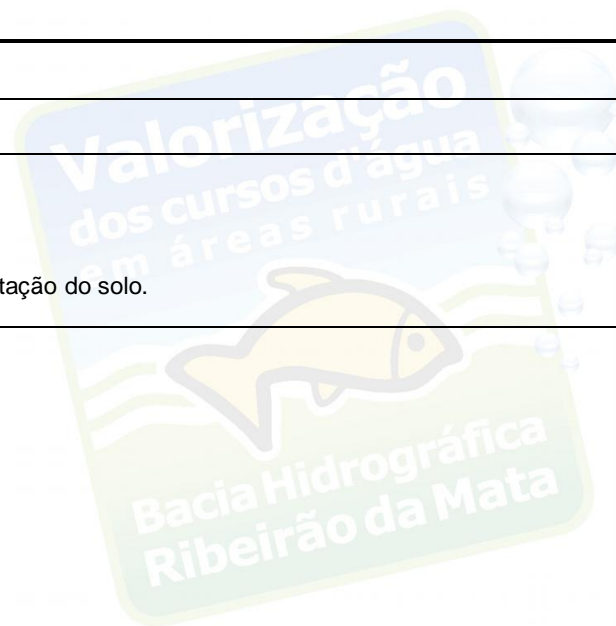 Valorização
dos cursos d'água
em áreas rurais
tação do solo.
Bacia Hidrográfica
Ribeirão da Mata